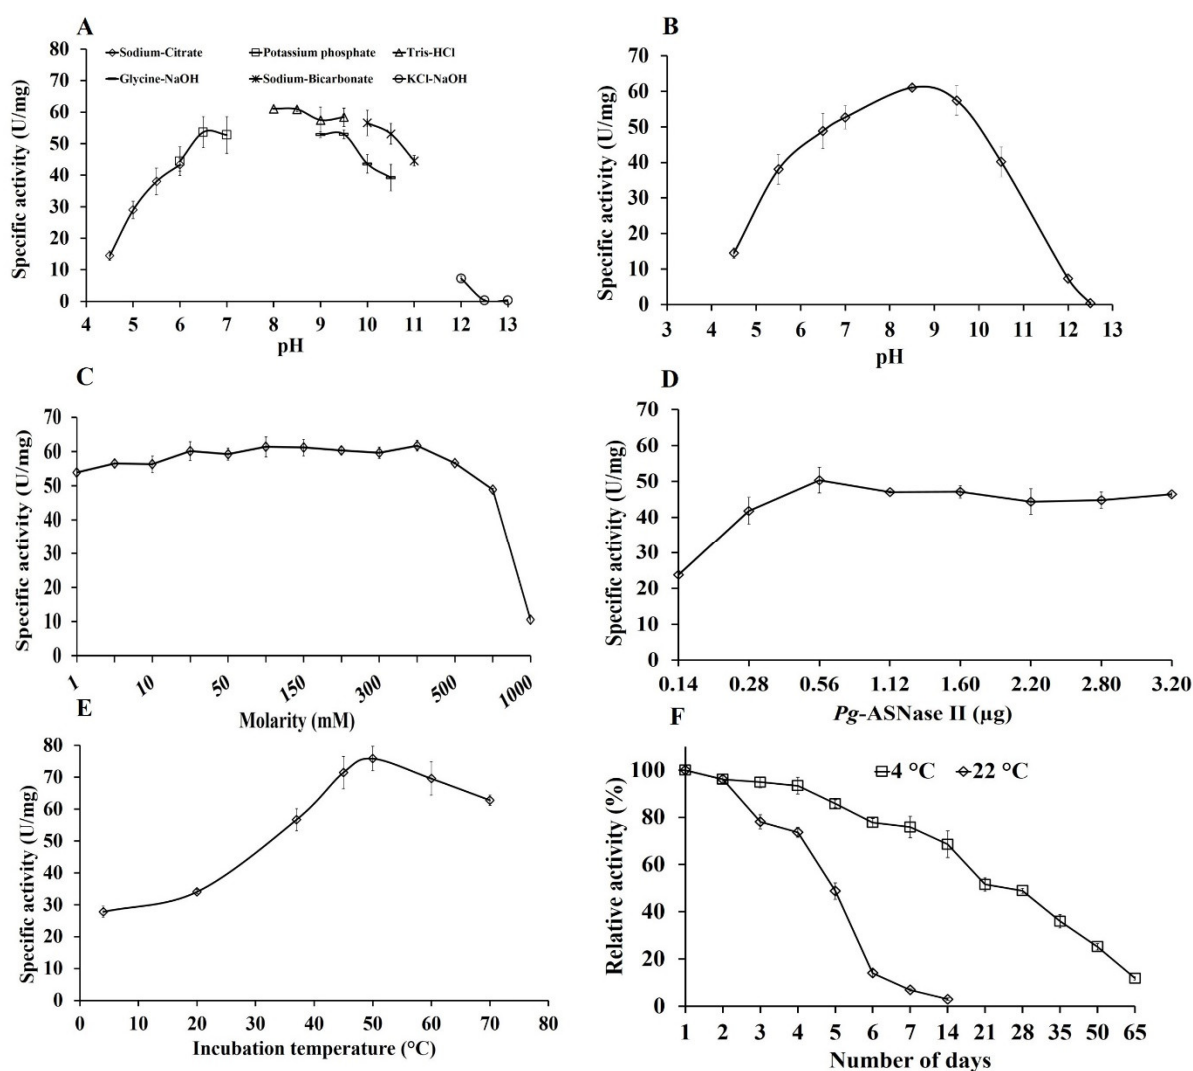 A
Sodium-Citrate Potassium phosphate Tris-HCl
Glycine-NaOH Sodium-Bicarbonate KCl-NaOH
Specific activity (U/mg)
80
70
60
50
40
30
20
10
0
4 5 6 7 8 9 10 11 12 13
pH
B
Specific activity (U/mg)
70
60
50
40
30
20
10
0
3 4 5 6 7 8 9 10 11 12 13
pH
C
Specific activity (U/mg)
70
60
50
40
30
20
10
0
1 10 50 150 300 500 1000
Molarity (mM)
D
Specific activity (U/mg)
70
60
50
40
30
20
10
0
0.14 0.28 0.56 1.12 1.60 2.20 2.80 3.20
Pg-ASNase II (µg)
E
Specific activity (U/mg)
80
70
60
50
40
30
20
10
0
0 10 20 30 40 50 60 70 80
Incubation temperature (°C)
F
4 °C 22 °C
Relative activity (%)
100
80
60
40
20
0
1 2 3 4 5 6 7 14 21 28 35 50 65
Number of days